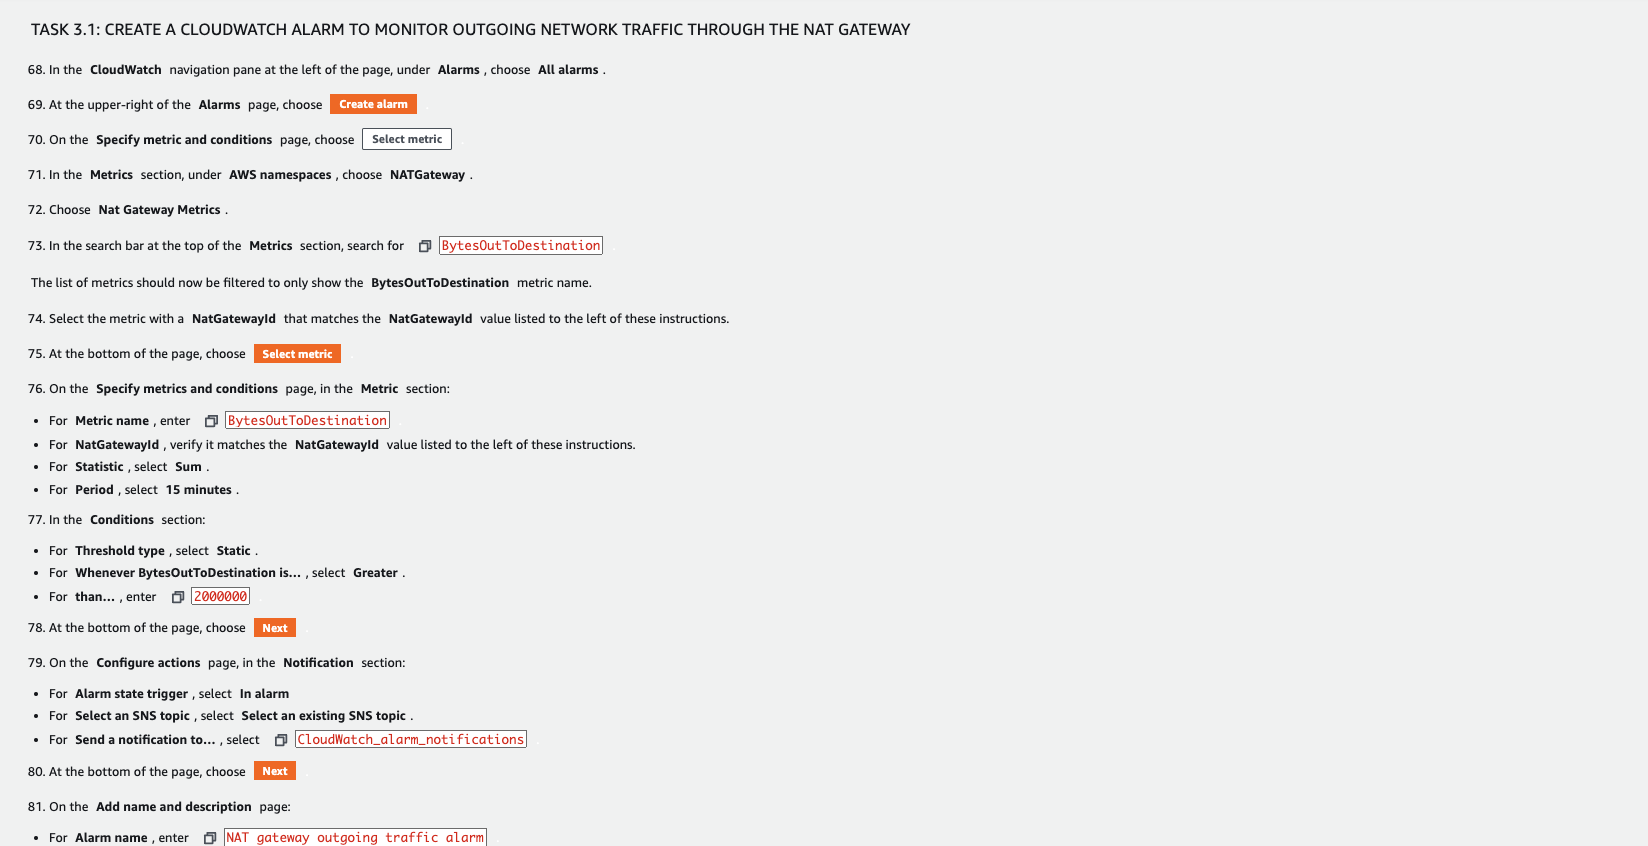 TASK 3.1: CREATE A CLOUDWATCH ALARM TO MONITOR OUTGOING NETWORK TRAFFIC THROUGH THE NAT GATEWAY
68. In the CloudWatch navigation pane at the left of the page, under Alarms , choose All alarms .
69. At the upper-right of the Alarms page, choose Create alarm
70. On the Specify metric and conditions page, choose Select metric
71. In the Metrics section, under AWS namespaces , choose NATGateway .
72. Choose Nat Gateway Metrics .
73. In the search bar at the top of the Metrics section, search for BytesOutToDestination
The list of metrics should now be filtered to only show the BytesOutToDestination metric name.
74. Select the metric with a NatGatewayId that matches the NatGatewayId value listed to the left of these instructions.
75. At the bottom of the page, choose Select metric
76. On the Specify metrics and conditions page, in the Metric section:
• For Metric name , enter BytesOutToDestination
• For NatGatewayId , verify it matches the NatGatewayId value listed to the left of these instructions.
• For Statistic , select Sum .
• For Period , select 15 minutes .
77. In the Conditions section:
• For Threshold type , select Static .
• For Whenever BytesOutToDestination is... , select Greater .
• For than... , enter 2000000
78. At the bottom of the page, choose Next
79. On the Configure actions page, in the Notification section:
• For Alarm state trigger , select In alarm
• For Select an SNS topic , select Select an existing SNS topic .
• For Send a notification to... , select CloudWatch_alarm_notifications
80. At the bottom of the page, choose Next
81. On the Add name and description page:
• For Alarm name , enter NAT gateway outgoing traffic alarm